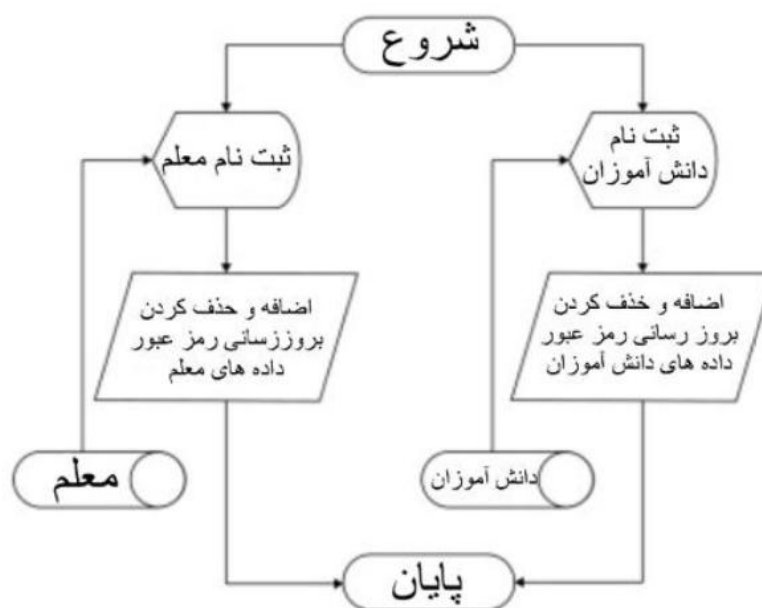 شروع
ثبت نام
دانش آموزان
ثبت نام معلم
اضافه و خذف کردن
بروز رسانی رمز عبور
داده های دانش آموزان
اضافه و حذف کردن
بروززسانی رمز عبور
داده های معلم
دانش آموزان
معلم
پایان